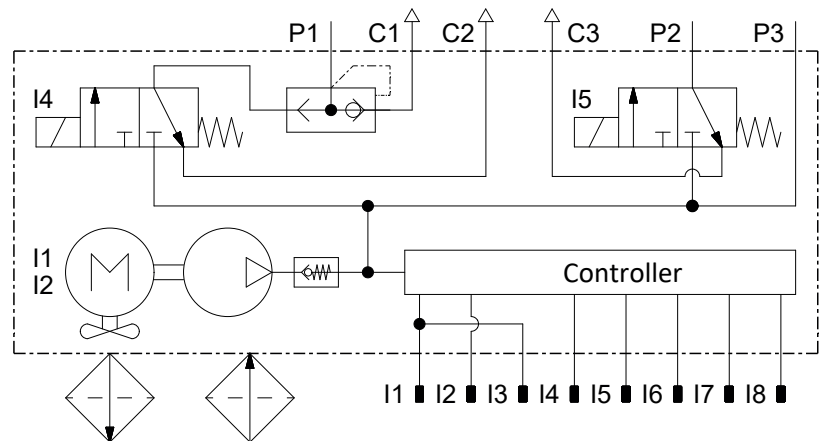 P1 C1 C2 C3 P2 P3
I4 I5
I1
I2
M
Controller
I1 I2 I3 I4 I5 I6 I7 I8